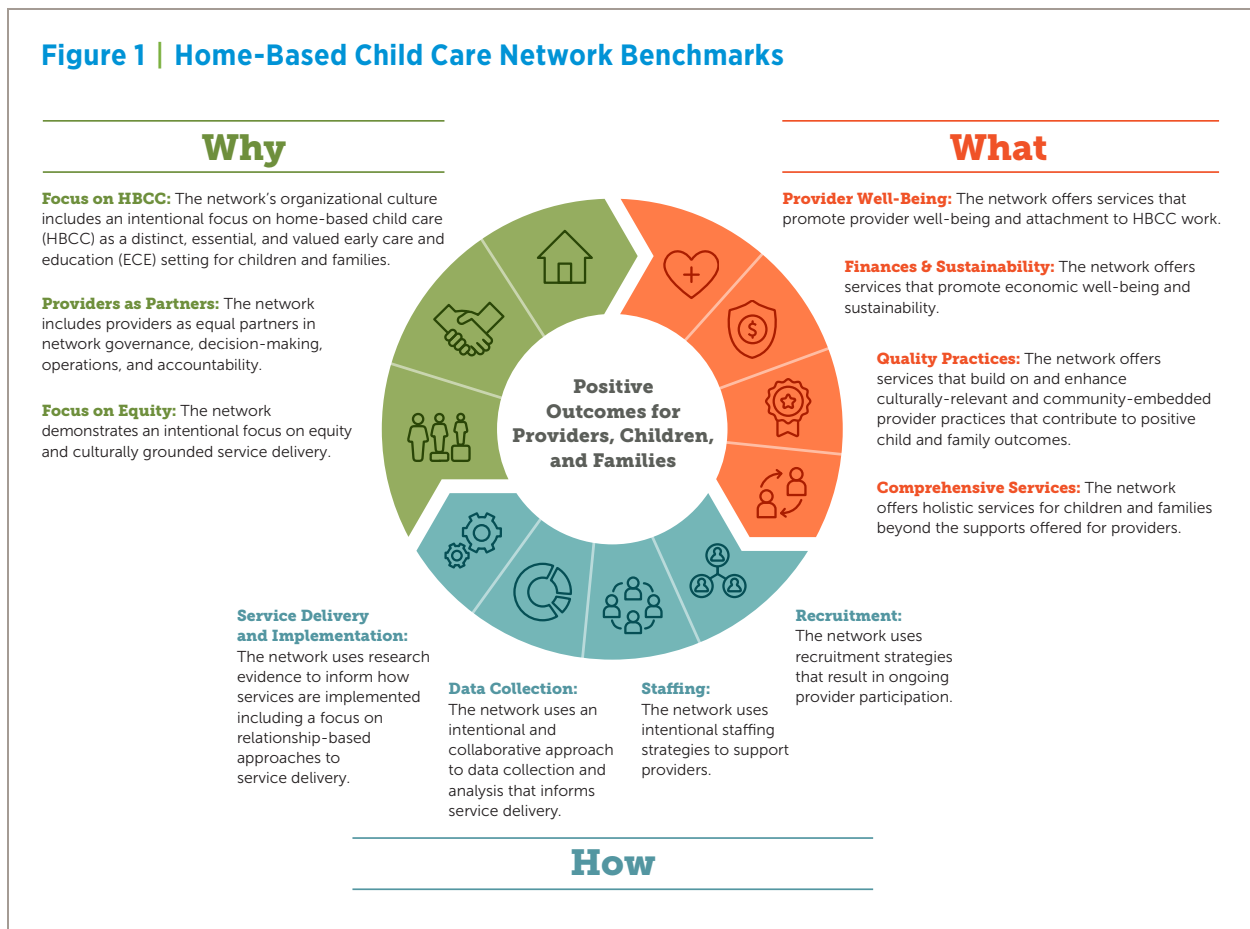 Figure 1 | Home-Based Child Care Network Benchmarks
Why
Focus on HBCC: The network's organizational culture
includes an intentional focus on home-based child care
(HBCC) as a distinct, essential, and valued early care and
education (ECE) setting for children and families.
Providers as Partners: The network
includes providers as equal partners in
network governance, decision-making,
operations, and accountability.
Focus on Equity: The network
demonstrates an intentional focus on equity
and culturally grounded service delivery.
What
Provider Well-Being: The network offers services that
promote provider well-being and attachment to HBCC work.
Finances & Sustainability: The network offers
services that promote economic well-being and
sustainability.
Quality Practices: The network offers
services that build on and enhance
culturally-relevant and community-embedded
provider practices that contribute to positive
child and family outcomes.
Comprehensive Services: The network
offers holistic services for children and families
beyond the supports offered for providers.
$
Positive
Outcomes for
Providers, Children,
and Families
Service Delivery
and Implementation:
The network uses research
evidence to inform how
services are implemented
including a focus on
relationship-based
approaches to
service delivery.
Data Collection:
The network uses an
intentional and
collaborative approach
to data collection and
analysis that informs
service delivery.
Staffing:
The network uses
intentional staffing
strategies to support
providers.
Recruitment:
The network uses
recruitment strategies
that result in ongoing
provider participation.
How